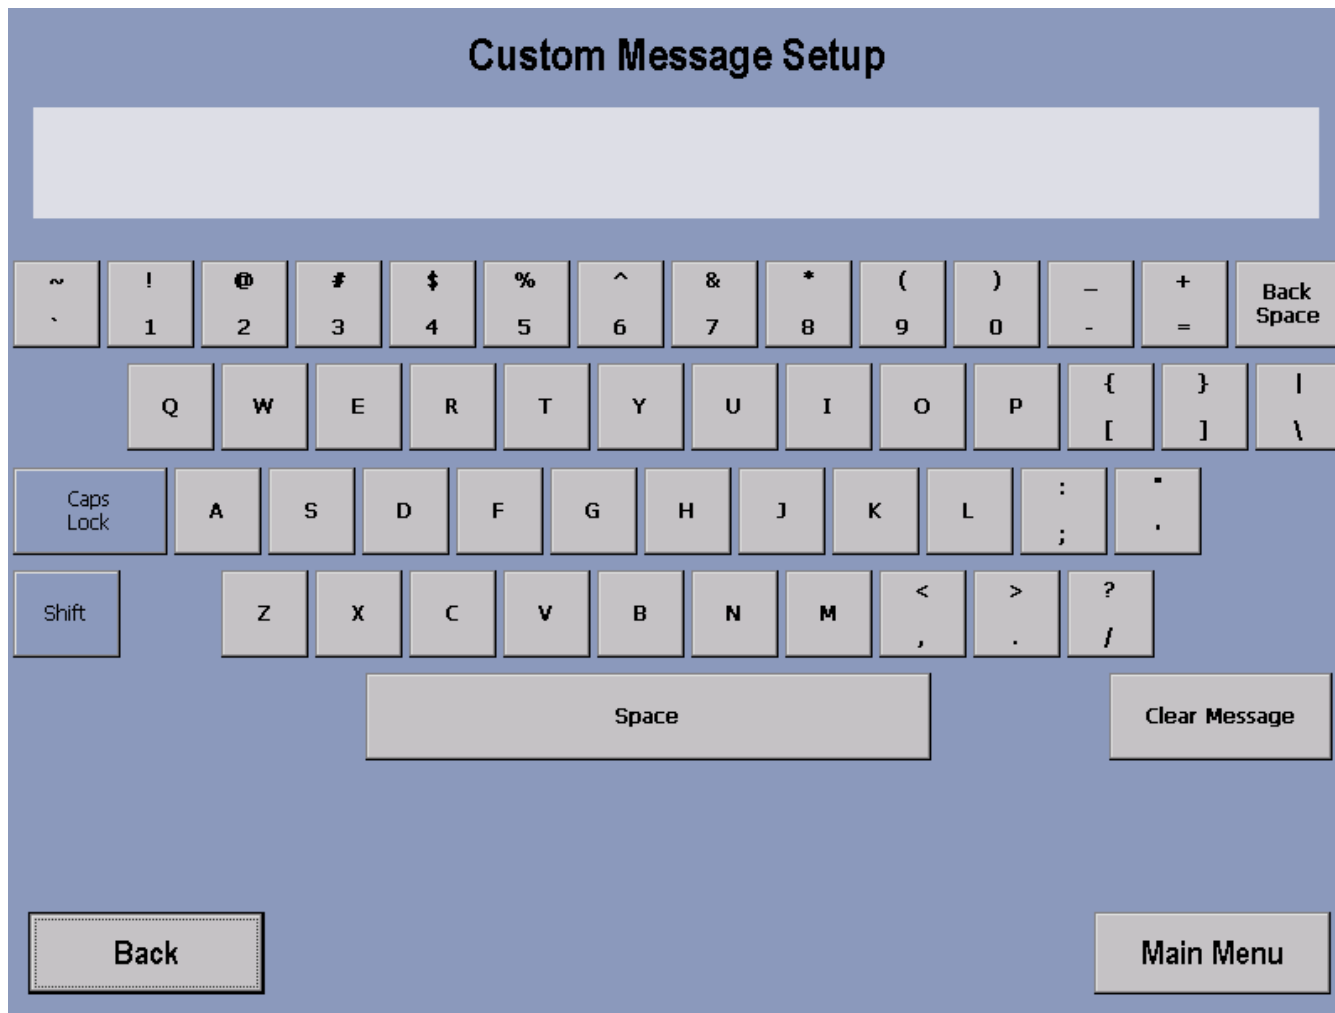 Custom Message Setup
~ ! @ # $ % ^ & * ( ) _ + Back
` 1 2 3 4 5 6 7 8 9 0 - = Space
{ } |
Q W E R T Y U I O P
[ ] \
Caps : "
Lock A S D F G H J K L
; '
< > ?
Shift Z X C V B N M
, . /
Space Clear Message
Back Main Menu